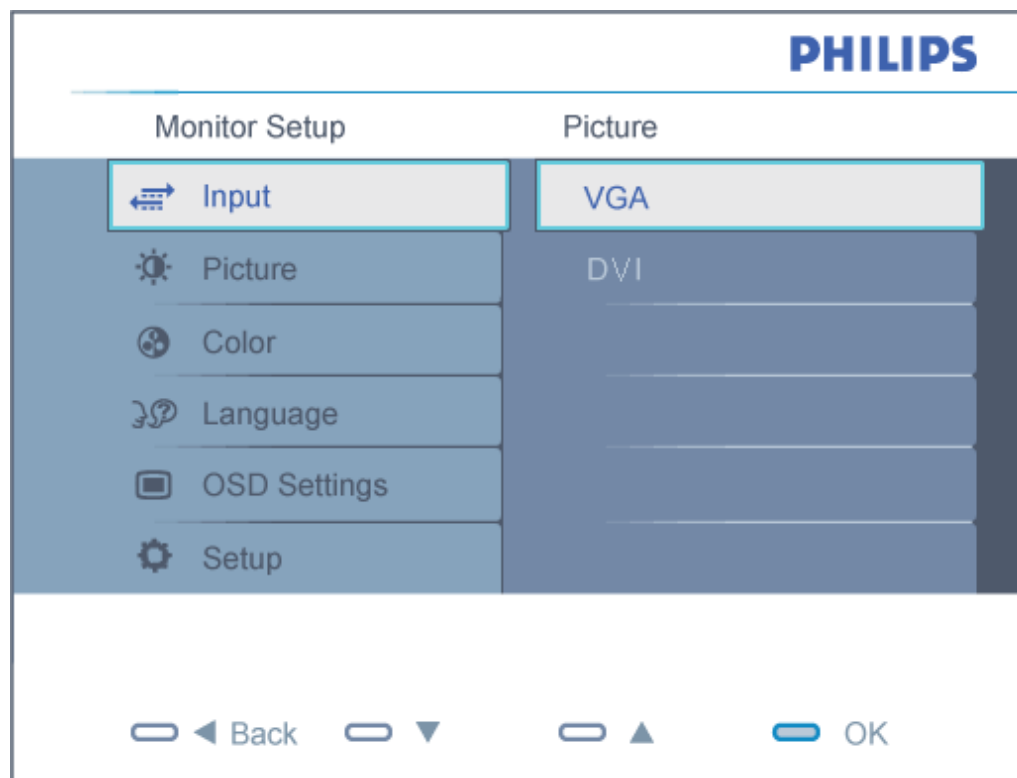 PHILIPS
Monitor Setup Picture
Input VGA
Picture DVI
Color
Language
OSD Settings
Setup
Back OK